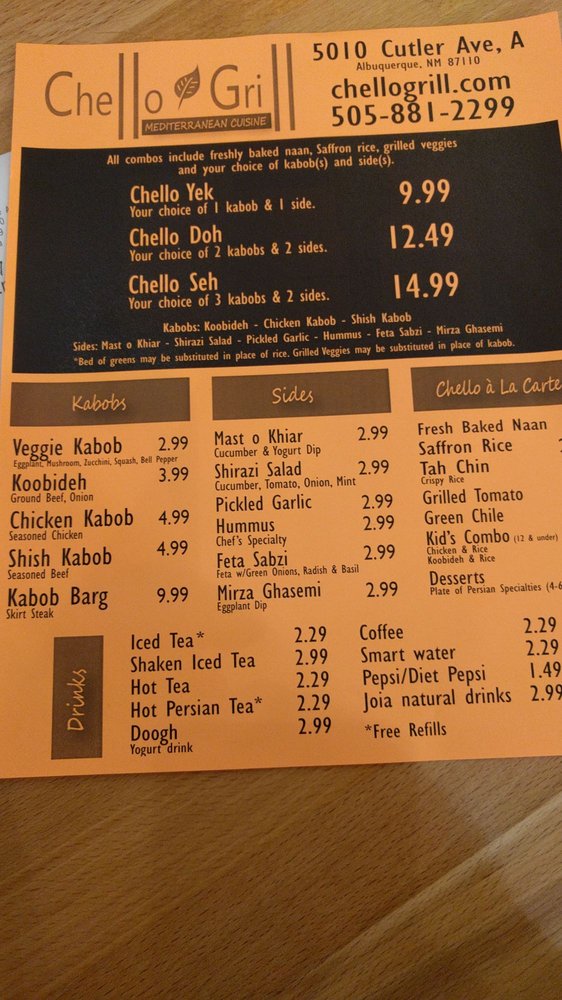 Chello Grill
MEDITERRANEAN CUISINE
5010 Cutler Ave, A
Albuquerque, NM 87110
chellogrill.com
505-881-2299
All combos include freshly baked naan, Saffron rice, grilled veggies
and your choice of kabob(s) and side(s).
Chello Yek 9.99
Your choice of 1 kabob & 1 side.
Chello Doh 12.49
Your choice of 2 kabobs & 2 sides.
Chello Seh 14.99
Your choice of 3 kabobs & 2 sides.
Kabobs: Koobideh - Chicken Kabob - Shish Kabob
Sides: Mast o Khiar - Shirazi Salad - Pickled Garlic - Hummus - Feta Sabzi - Mirza Ghasemi
*Bed of greens may be substituted in place of rice. Grilled Veggies may be substituted in place of kabob.
Kabobs
Veggie Kabob 2.99
Eggplant, Mushroom, Zucchini, Squash, Bell Pepper
Koobideh 3.99
Ground Beef, Onion
Chicken Kabob 4.99
Seasoned Chicken
Shish Kabob 4.99
Seasoned Beef
Kabob Barg 9.99
Skirt Steak
Sides
Mast o Khiar 2.99
Cucumber & Yogurt Dip
Shirazi Salad 2.99
Cucumber, Tomato, Onion, Mint
Pickled Garlic 2.99
Hummus 2.99
Chef's Specialty
Feta Sabzi 2.99
Feta w/Green Onions, Radish & Basil
Mirza Ghasemi 2.99
Eggplant Dip
Chello à La Carte
Fresh Baked Naan
Saffron Rice
Tah Chin
Crispy Rice
Grilled Tomato
Green Chile
Kid's Combo (12 & under)
Chicken & Rice
Koobideh & Rice
Desserts
Plate of Persian Specialties (4-6
Drinks
Iced Tea* 2.29
Shaken Iced Tea 2.99
Hot Tea 2.29
Hot Persian Tea* 2.29
Doogh 2.99
Yogurt drink
Coffee 2.29
Smart water 2.29
Pepsi/Diet Pepsi 1.49
Joia natural drinks 2.99
*Free Refills